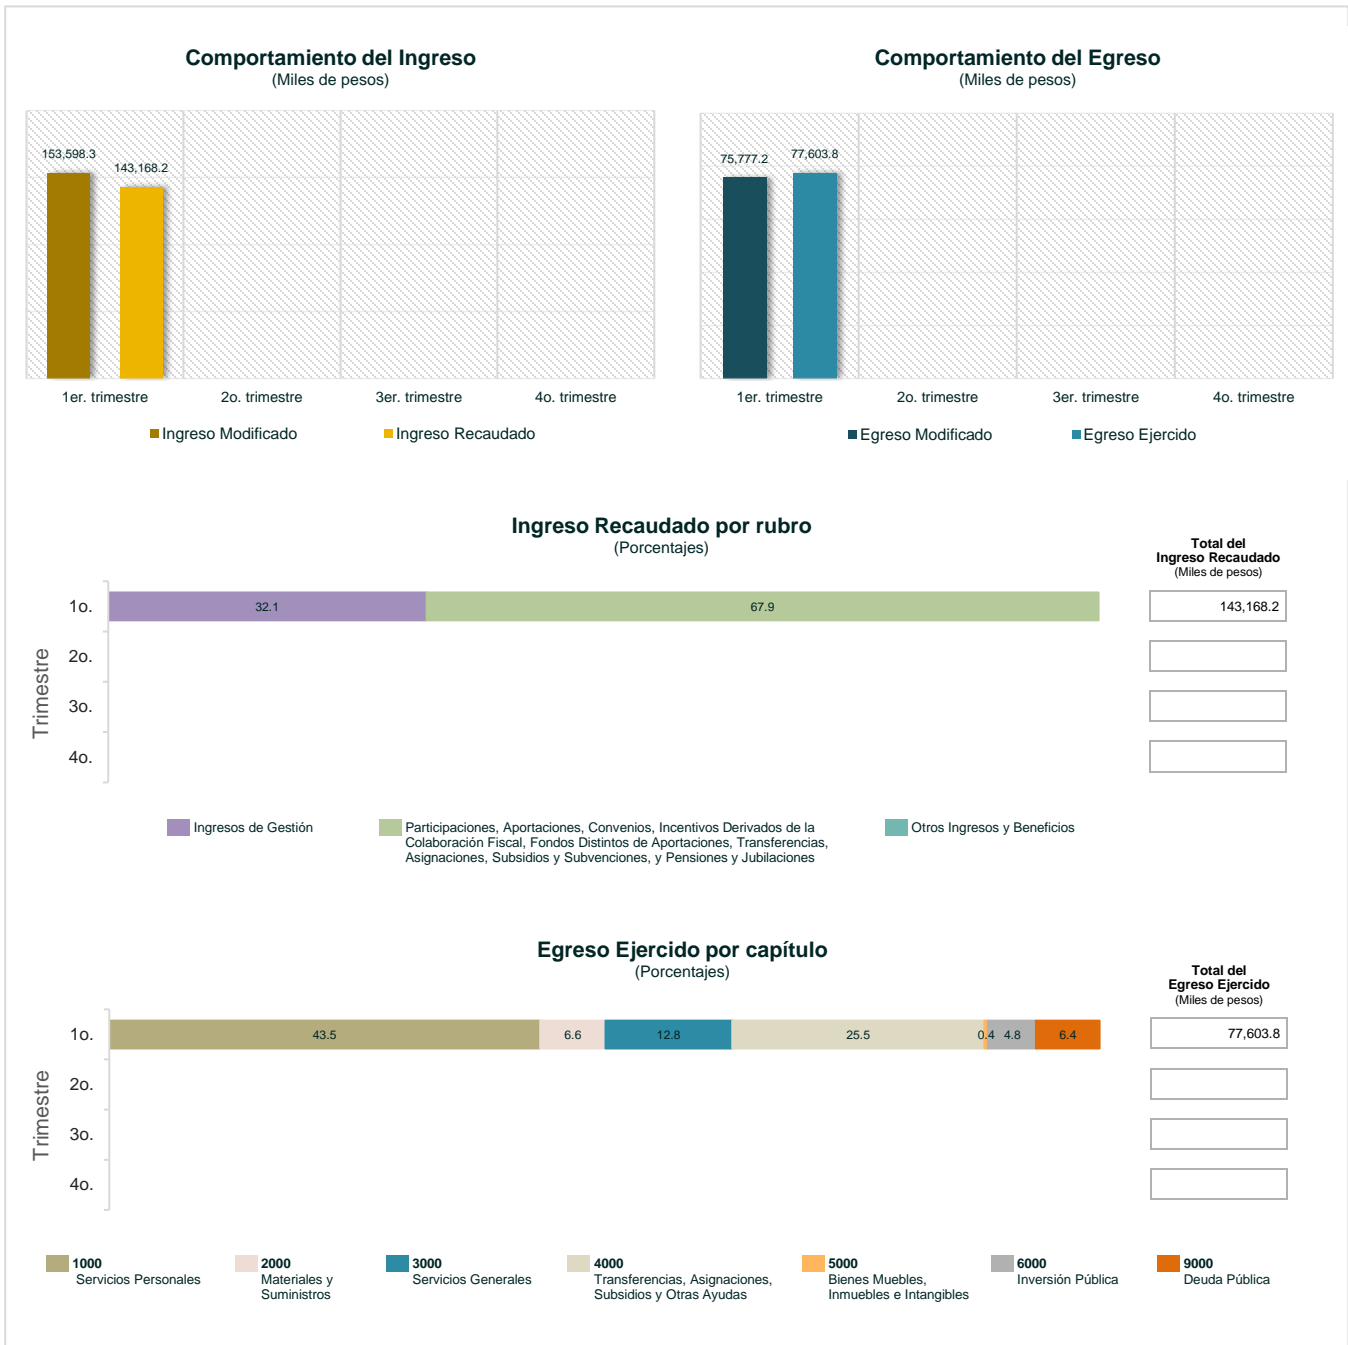 Comportamiento del Ingreso
(Miles de pesos)
153,598.3
143,168.2
1er. trimestre
2o. trimestre
3er. trimestre
4o. trimestre
Ingreso Modificado
Ingreso Recaudado
Comportamiento del Egreso
(Miles de pesos)
75,777.2
77,603.8
1er. trimestre
2o. trimestre
3er. trimestre
4o. trimestre
Egreso Modificado
Egreso Ejercido
Ingreso Recaudado por rubro
(Porcentajes)
Total del
Ingreso Recaudado
(Miles de pesos)
Trimestre
1o.
32.1
67.9
143,168.2
2o.
3o.
4o.
Ingresos de Gestión
Participaciones, Aportaciones, Convenios, Incentivos Derivados de la
Colaboración Fiscal, Fondos Distintos de Aportaciones, Transferencias,
Asignaciones, Subsidios y Subvenciones, y Pensiones y Jubilaciones
Otros Ingresos y Beneficios
Egreso Ejercido por capítulo
(Porcentajes)
Total del
Egreso Ejercido
(Miles de pesos)
Trimestre
1o.
43.5
6.6
12.8
25.5
0.4
4.8
6.4
77,603.8
2o.
3o.
4o.
1000
Servicios Personales
2000
Materiales y
Suministros
3000
Servicios Generales
4000
Transferencias, Asignaciones,
Subsidios y Otras Ayudas
5000
Bienes Muebles,
Inmuebles e Intangibles
6000
Inversión Pública
9000
Deuda Pública